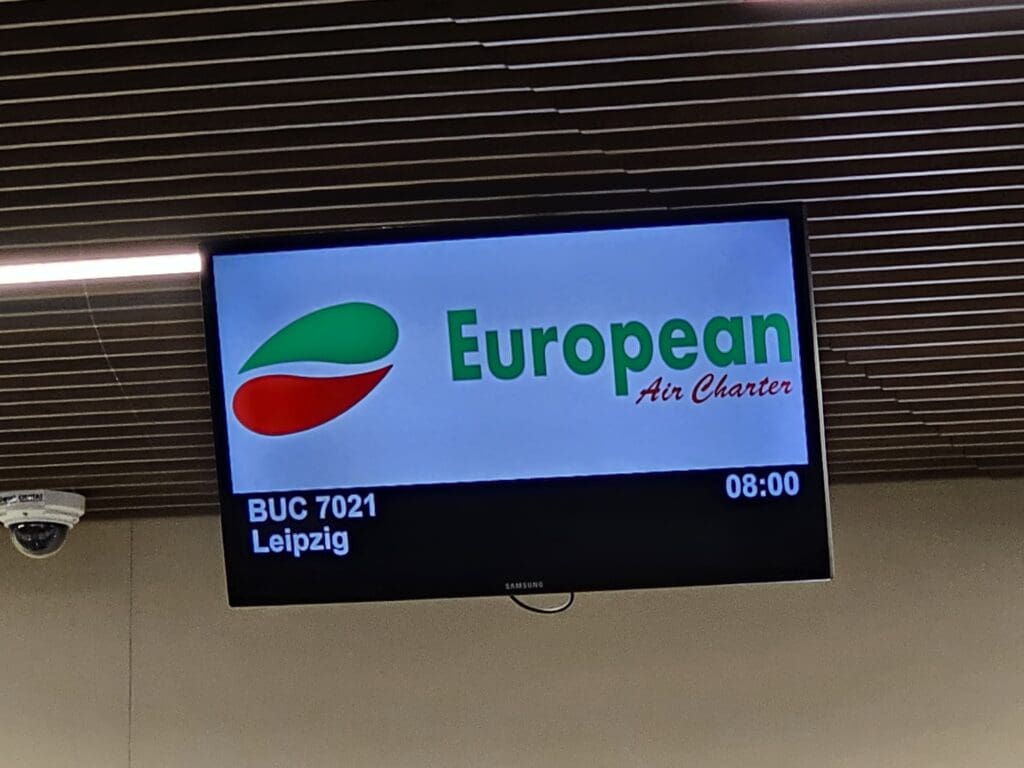 European
Air Charter
BUC 7021
08:00
Leipzig
SAMSUNG